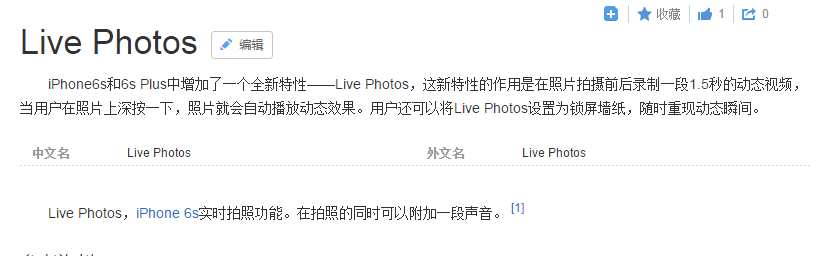 收藏 1 0
Live Photos 编辑
iPhone6s和6s Plus中增加了一个全新特性——Live Photos，这新特性的作用是在照片拍摄前后录制一段1.5秒的动态视频，
当用户在照片上深按一下，照片就会自动播放动态效果。用户还可以将Live Photos设置为锁屏墙纸，随时重现动态瞬间。
中文名 Live Photos 外文名 Live Photos
Live Photos，iPhone 6s实时拍照功能。在拍照的同时可以附加一段声音。 [1]